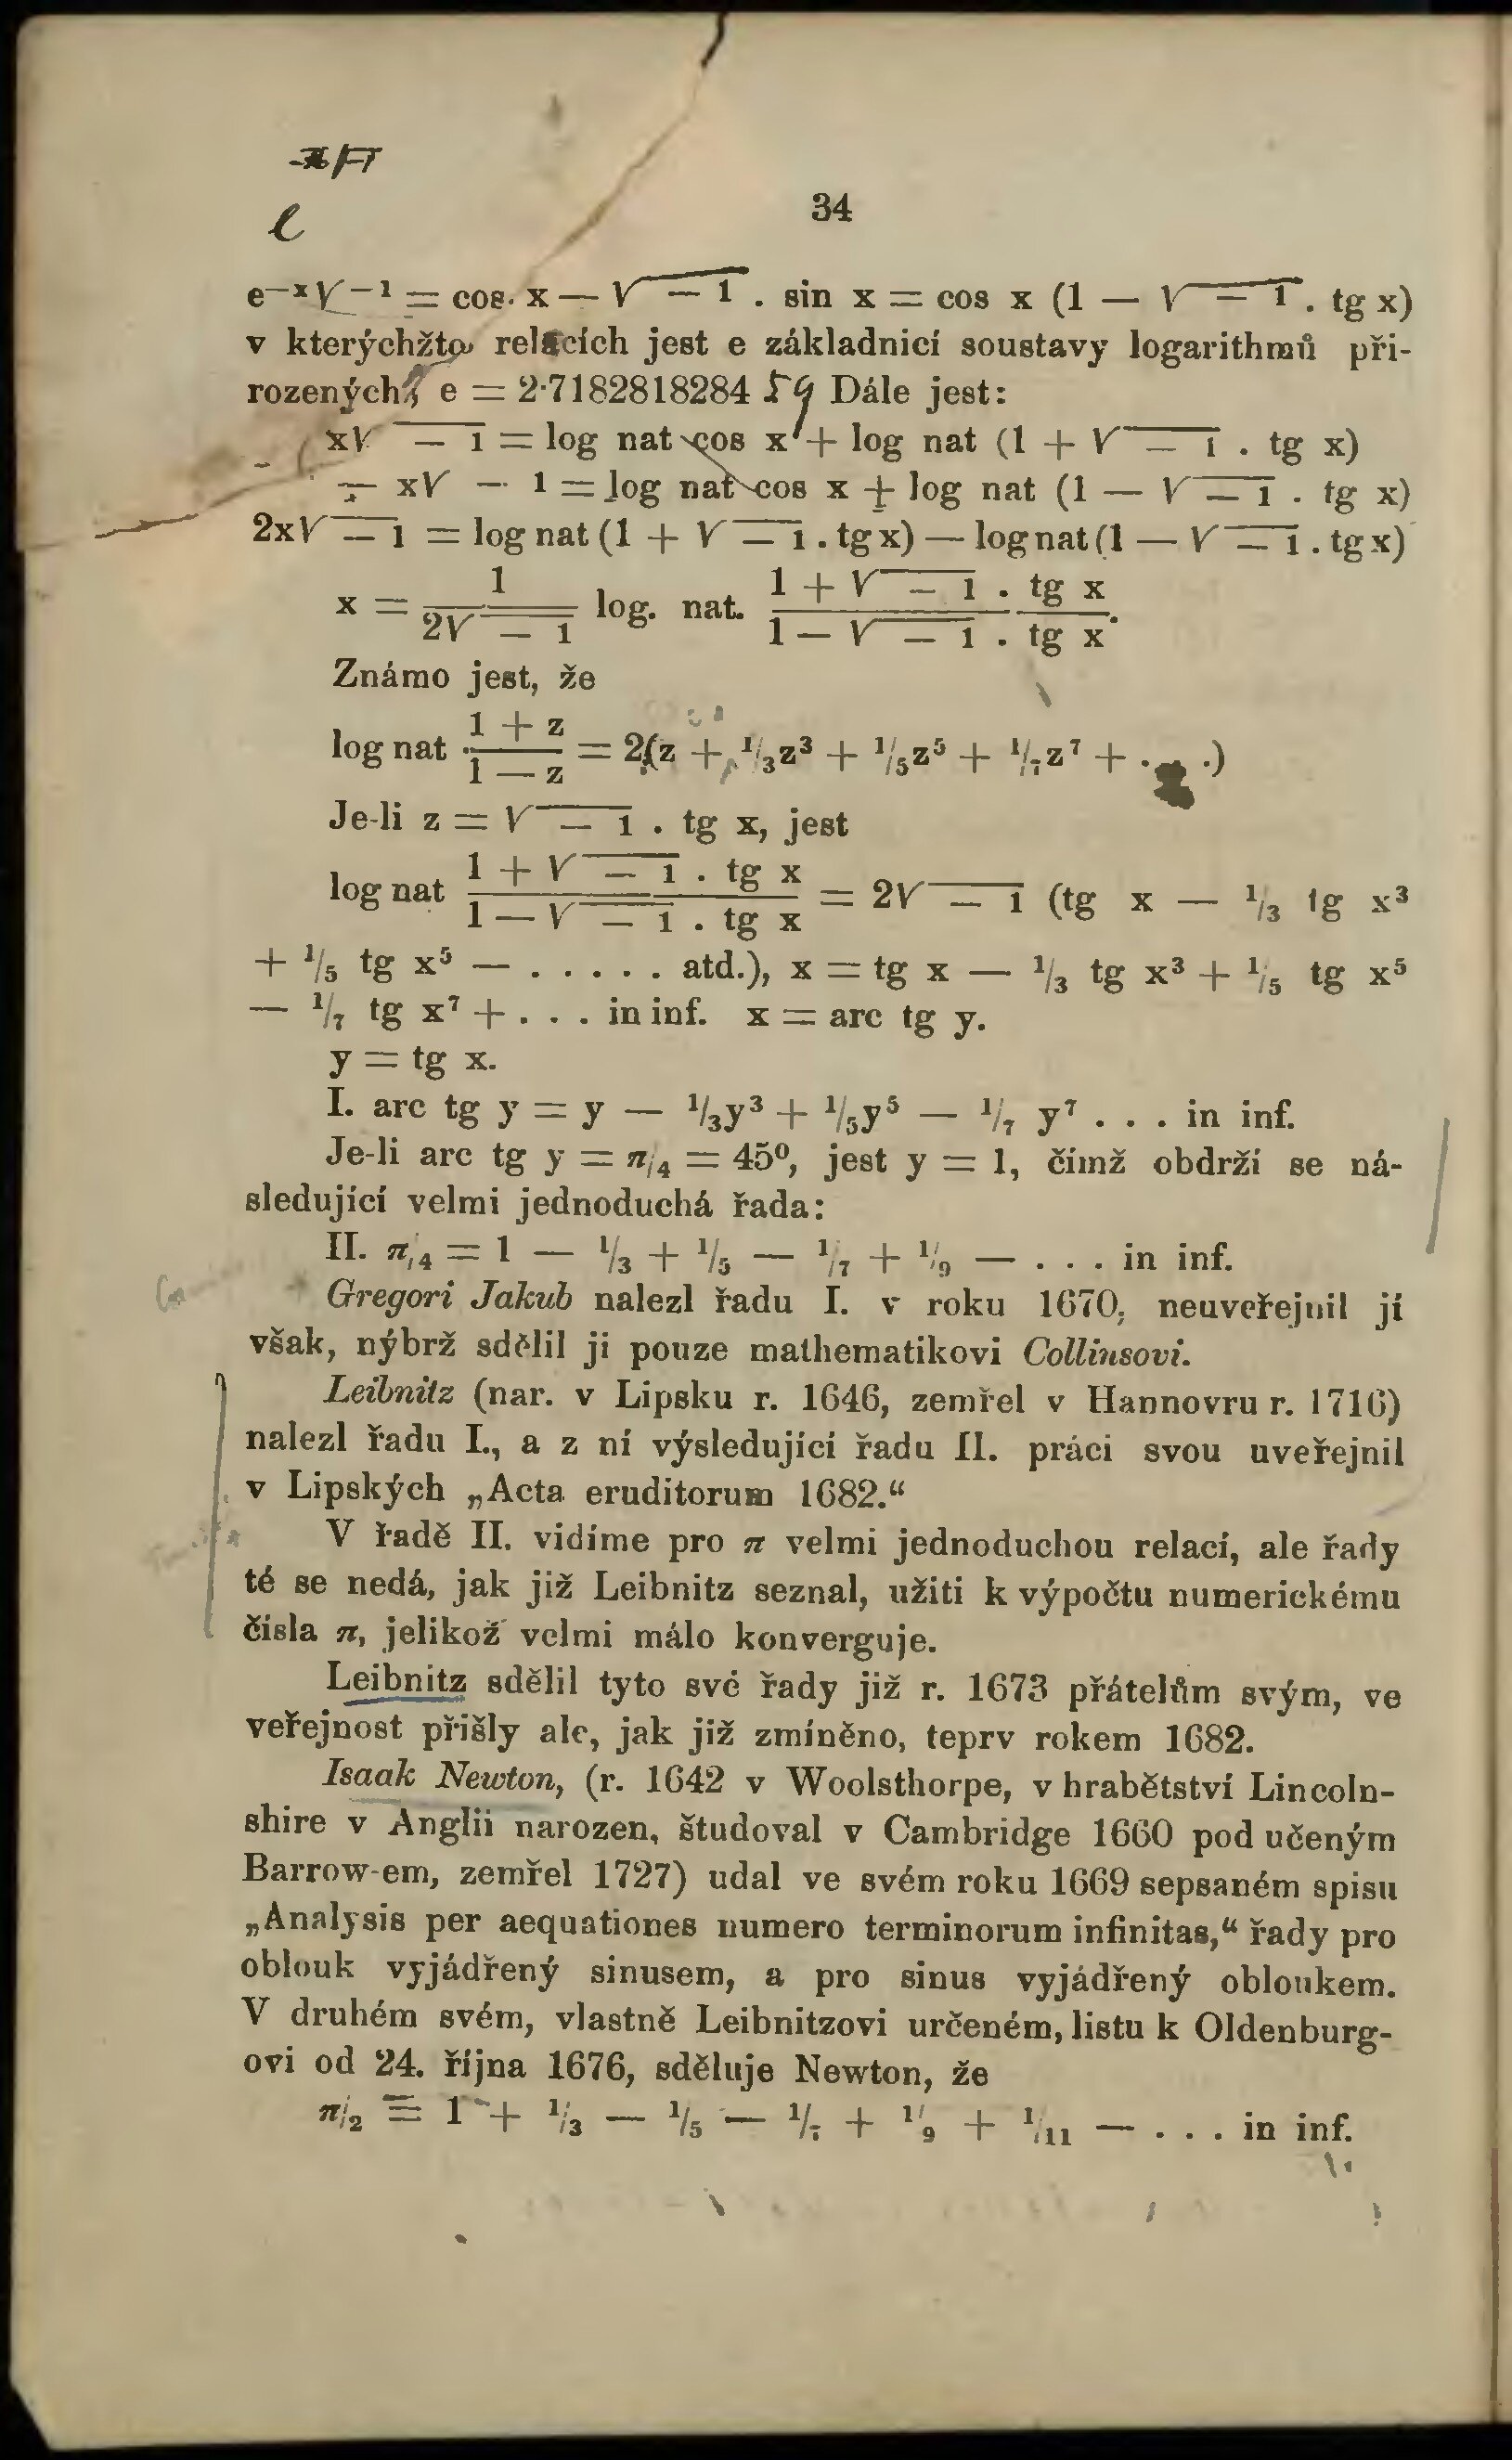 34
e^{-x√-1} = cos. x — √-1 . sin x = cos x (1 — √-1 . tg x)
v kterýchžto relacích jest e základnicí soustavy logarithmů při-
rozených, e = 2·7182818284 59 Dále jest:
x√-1 = log nat cos x + log nat (1 + √-1 . tg x)
— x√-1 = log nat cos x + log nat (1 — √-1 . tg x)
2x√-1 = log nat (1 + √-1 . tg x) — log nat (1 — √-1 . tg x)
x = 1/(2√-1) log. nat. (1 + √-1 . tg x)/(1 — √-1 . tg x).
Známo jest, že
log nat (1 + z)/(1 — z) = 2(z + ¹/₃z³ + ¹/₅z⁵ + ¹/₇z⁷ + . . .)
Je-li z = √-1 . tg x, jest
log nat (1 + √-1 . tg x)/(1 — √-1 . tg x) = 2√-1 (tg x — ¹/₃ tg x³
+ ¹/₅ tg x⁵ — . . . . . atd.), x = tg x — ¹/₃ tg x³ + ¹/₅ tg x⁵
— ¹/₇ tg x⁷ + . . . in inf. x = arc tg y.
y = tg x.
I. arc tg y = y — ¹/₃y³ + ¹/₅y⁵ — ¹/₇ y⁷ . . . in inf.
Je-li arc tg y = π/₄ = 45⁰, jest y = 1, čímž obdrží se ná-
sledující velmi jednoduchá řada:
II. π/₄ = 1 — ¹/₃ + ¹/₅ — ¹/₇ + ¹/₉ — . . . in inf.
Gregori Jakub nalezl řadu I. v roku 1670, neuveřejnil jí
však, nýbrž sdělil ji pouze mathematikovi Collinsovi.
Leibnitz (nar. v Lipsku r. 1646, zemřel v Hannovru r. 1716)
nalezl řadu I., a z ní výsledující řadu II. práci svou uveřejnil
v Lipských „Acta eruditorum 1682.“
V řadě II. vidíme pro π velmi jednoduchou relací, ale řady
té se nedá, jak již Leibnitz seznal, užiti k výpočtu numerickému
čísla π, jelikož velmi málo konverguje.
Leibnitz sdělil tyto své řady již r. 1673 přátelům svým, ve
veřejnost přišly ale, jak již zmíněno, teprv rokem 1682.
Isaak Newton, (r. 1642 v Woolsthorpe, v hrabětství Lincoln-
shire v Anglii narozen, študoval v Cambridge 1660 pod učeným
Barrow-em, zemřel 1727) udal ve svém roku 1669 sepsaném spisu
„Analysis per aequationes numero terminorum infinitas,“ řady pro
oblouk vyjádřený sinusem, a pro sinus vyjádřený obloukem.
V druhém svém, vlastně Leibnitzovi určeném, listu k Oldenburg-
ovi od 24. října 1676, sděluje Newton, že
π/₂ = 1 + ¹/₃ — ¹/₅ — ¹/₇ + ¹/₉ + ¹/₁₁ — . . . in inf.